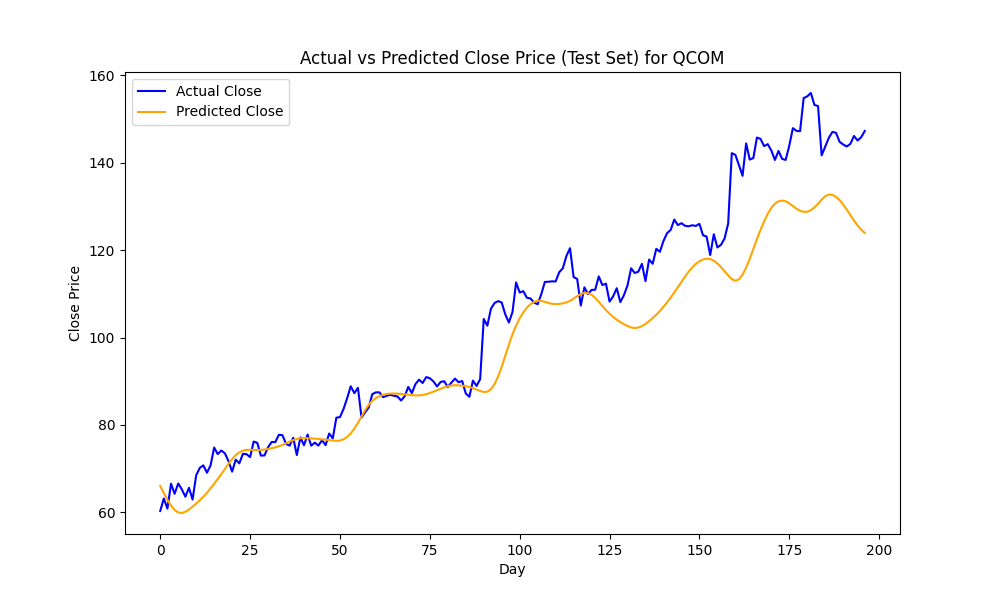 Actual vs Predicted Close Price (Test Set) for QCOM
Actual Close
Predicted Close
Close Price
160
140
120
100
80
60
0 25 50 75 100 125 150 175 200
Day